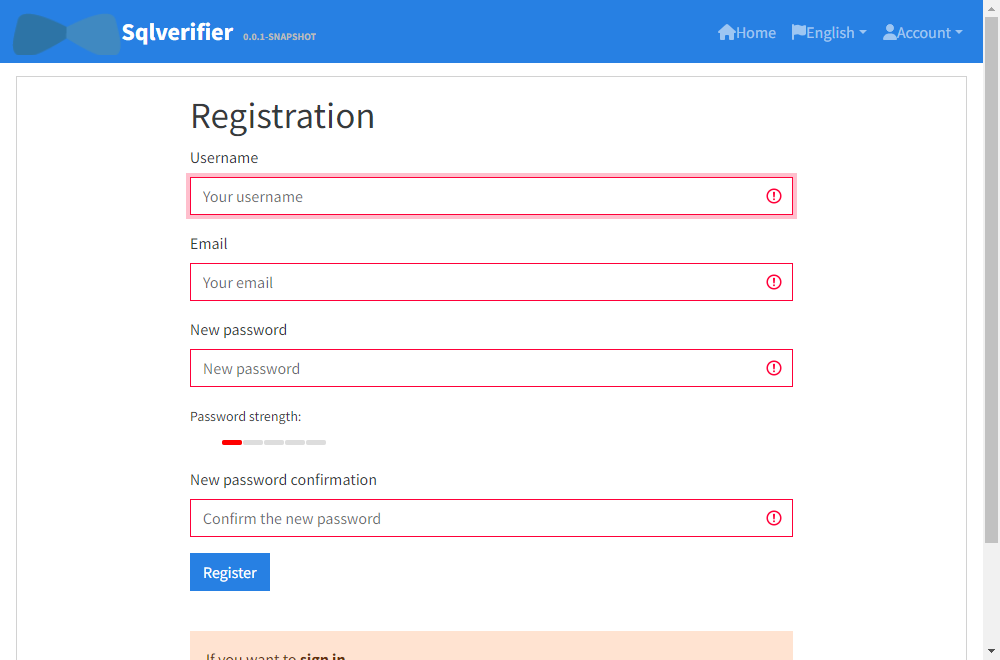 Sqlverifier 0.0.1-SNAPSHOT Home English Account
Registration
Username
Your username
Email
Your email
New password
New password
Password strength:
New password confirmation
Confirm the new password
Register
If you want to sign in